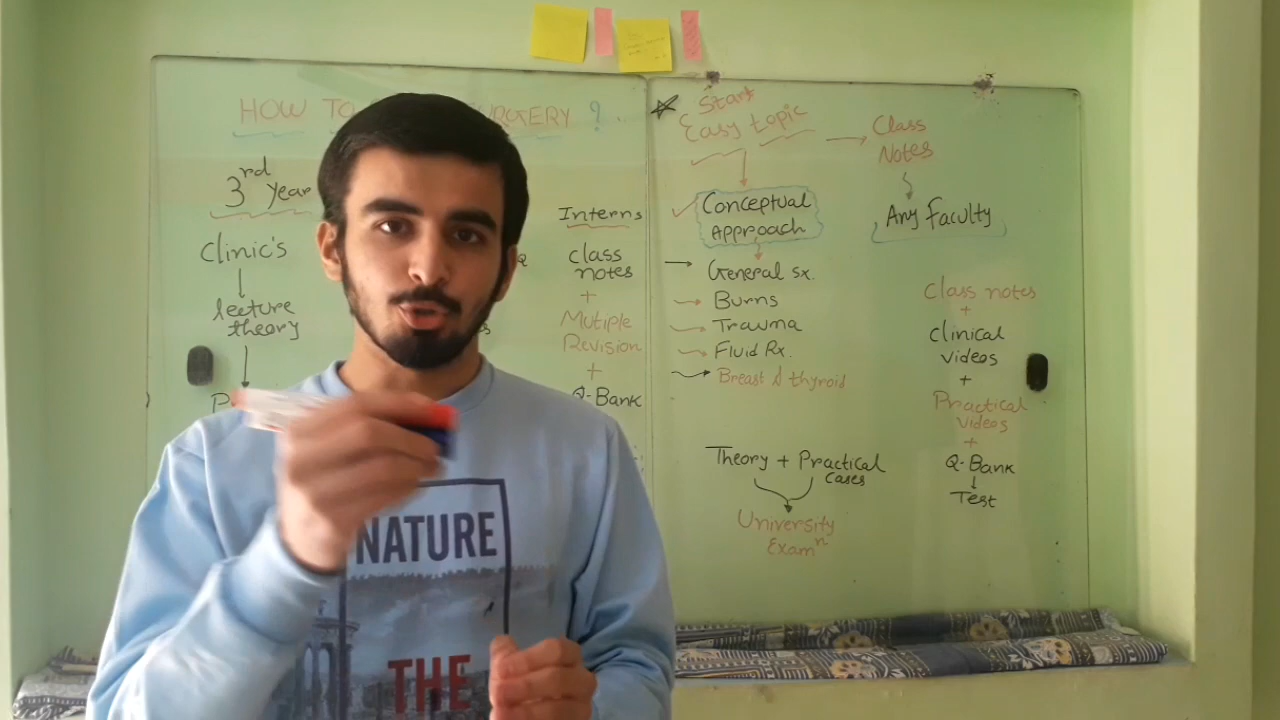 HOW TO
URGERY ?
3rd Year
Clinic's
lecture
theory
Interns
class
notes
+
Mutiple
Revision
+
Q-Bank
Start
Easy topic
Class
Notes
Conceptual
Approach
Any Faculty
General sx.
Burns
Trauma
Fluid Rx.
Breast & thyroid
Theory + Practical
Cases
University
Examn
Class notes
+
clinical
videos
+
Practical
Videos
+
Q-Bank
Test
NATURE
THE